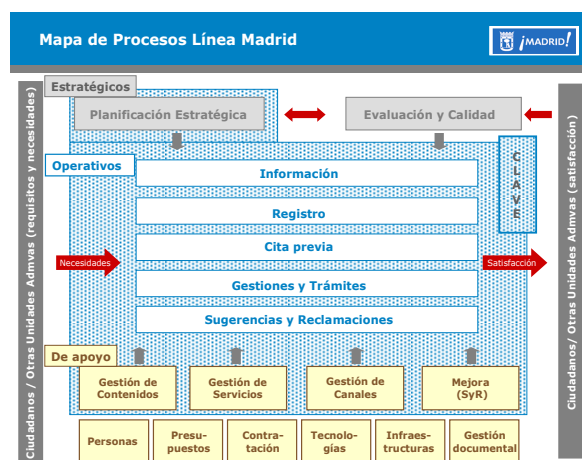 Mapa de Procesos Línea Madrid
¡MADRID!
Estratégicos
Planificación Estratégica
Evaluación y Calidad
Ciudadanos / Otras Unidades Admvas (requisitos y necesidades)
Operativos
CLAVE
Información
Registro
Cita previa
Necesidades
Satisfacción
Gestiones y Trámites
Sugerencias y Reclamaciones
Ciudadanos/ Otras Unidades Admvas (satisfacción)
De apoyo
Gestión de
Contenidos
Gestión de
Servicios
Gestión de
Canales
Mejora
(SyR)
Personas
Presu-
puestos
Contra-
tación
Tecnolo-
gías
Infraes-
tructuras
Gestión
documental